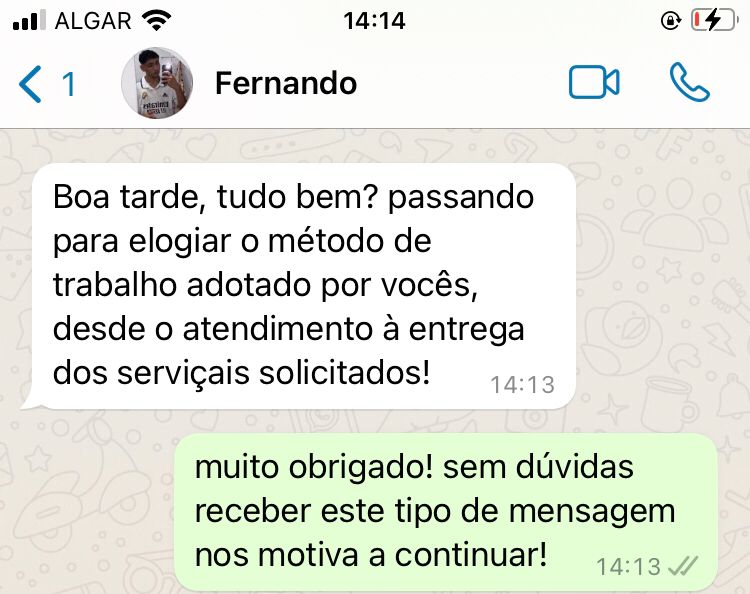 ALGAR 14:14
1 Fernando
Boa tarde, tudo bem? passando
para elogiar o método de
trabalho adotado por vocês,
desde o atendimento à entrega
dos serviçais solicitados!
14:13
muito obrigado! sem dúvidas
receber este tipo de mensagem
nos motiva a continuar!
14:13